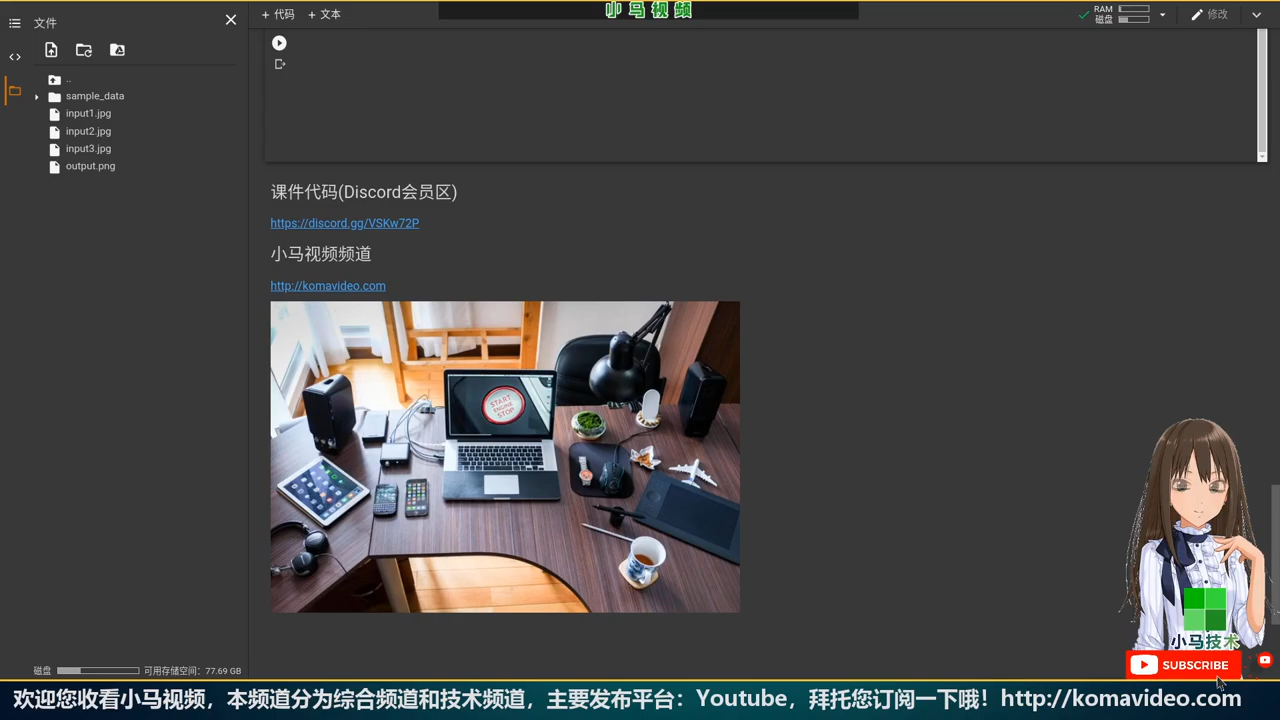 小马视频
文件
+ 代码 + 文本
RAM
磁盘
修改
..
sample_data
input1.jpg
input2.jpg
input3.jpg
output.png
课件代码(Discord会员区)
https://discord.gg/VSKw72P
小马视频频道
http://komavideo.com
START
ENGINE
STOP
小马技术
SUBSCRIBE
磁盘 可用存储空间：77.69 GB
欢迎您收看小马视频，本频道分为综合频道和技术频道，主要发布平台：Youtube，拜托您订阅一下哦！http://komavideo.com